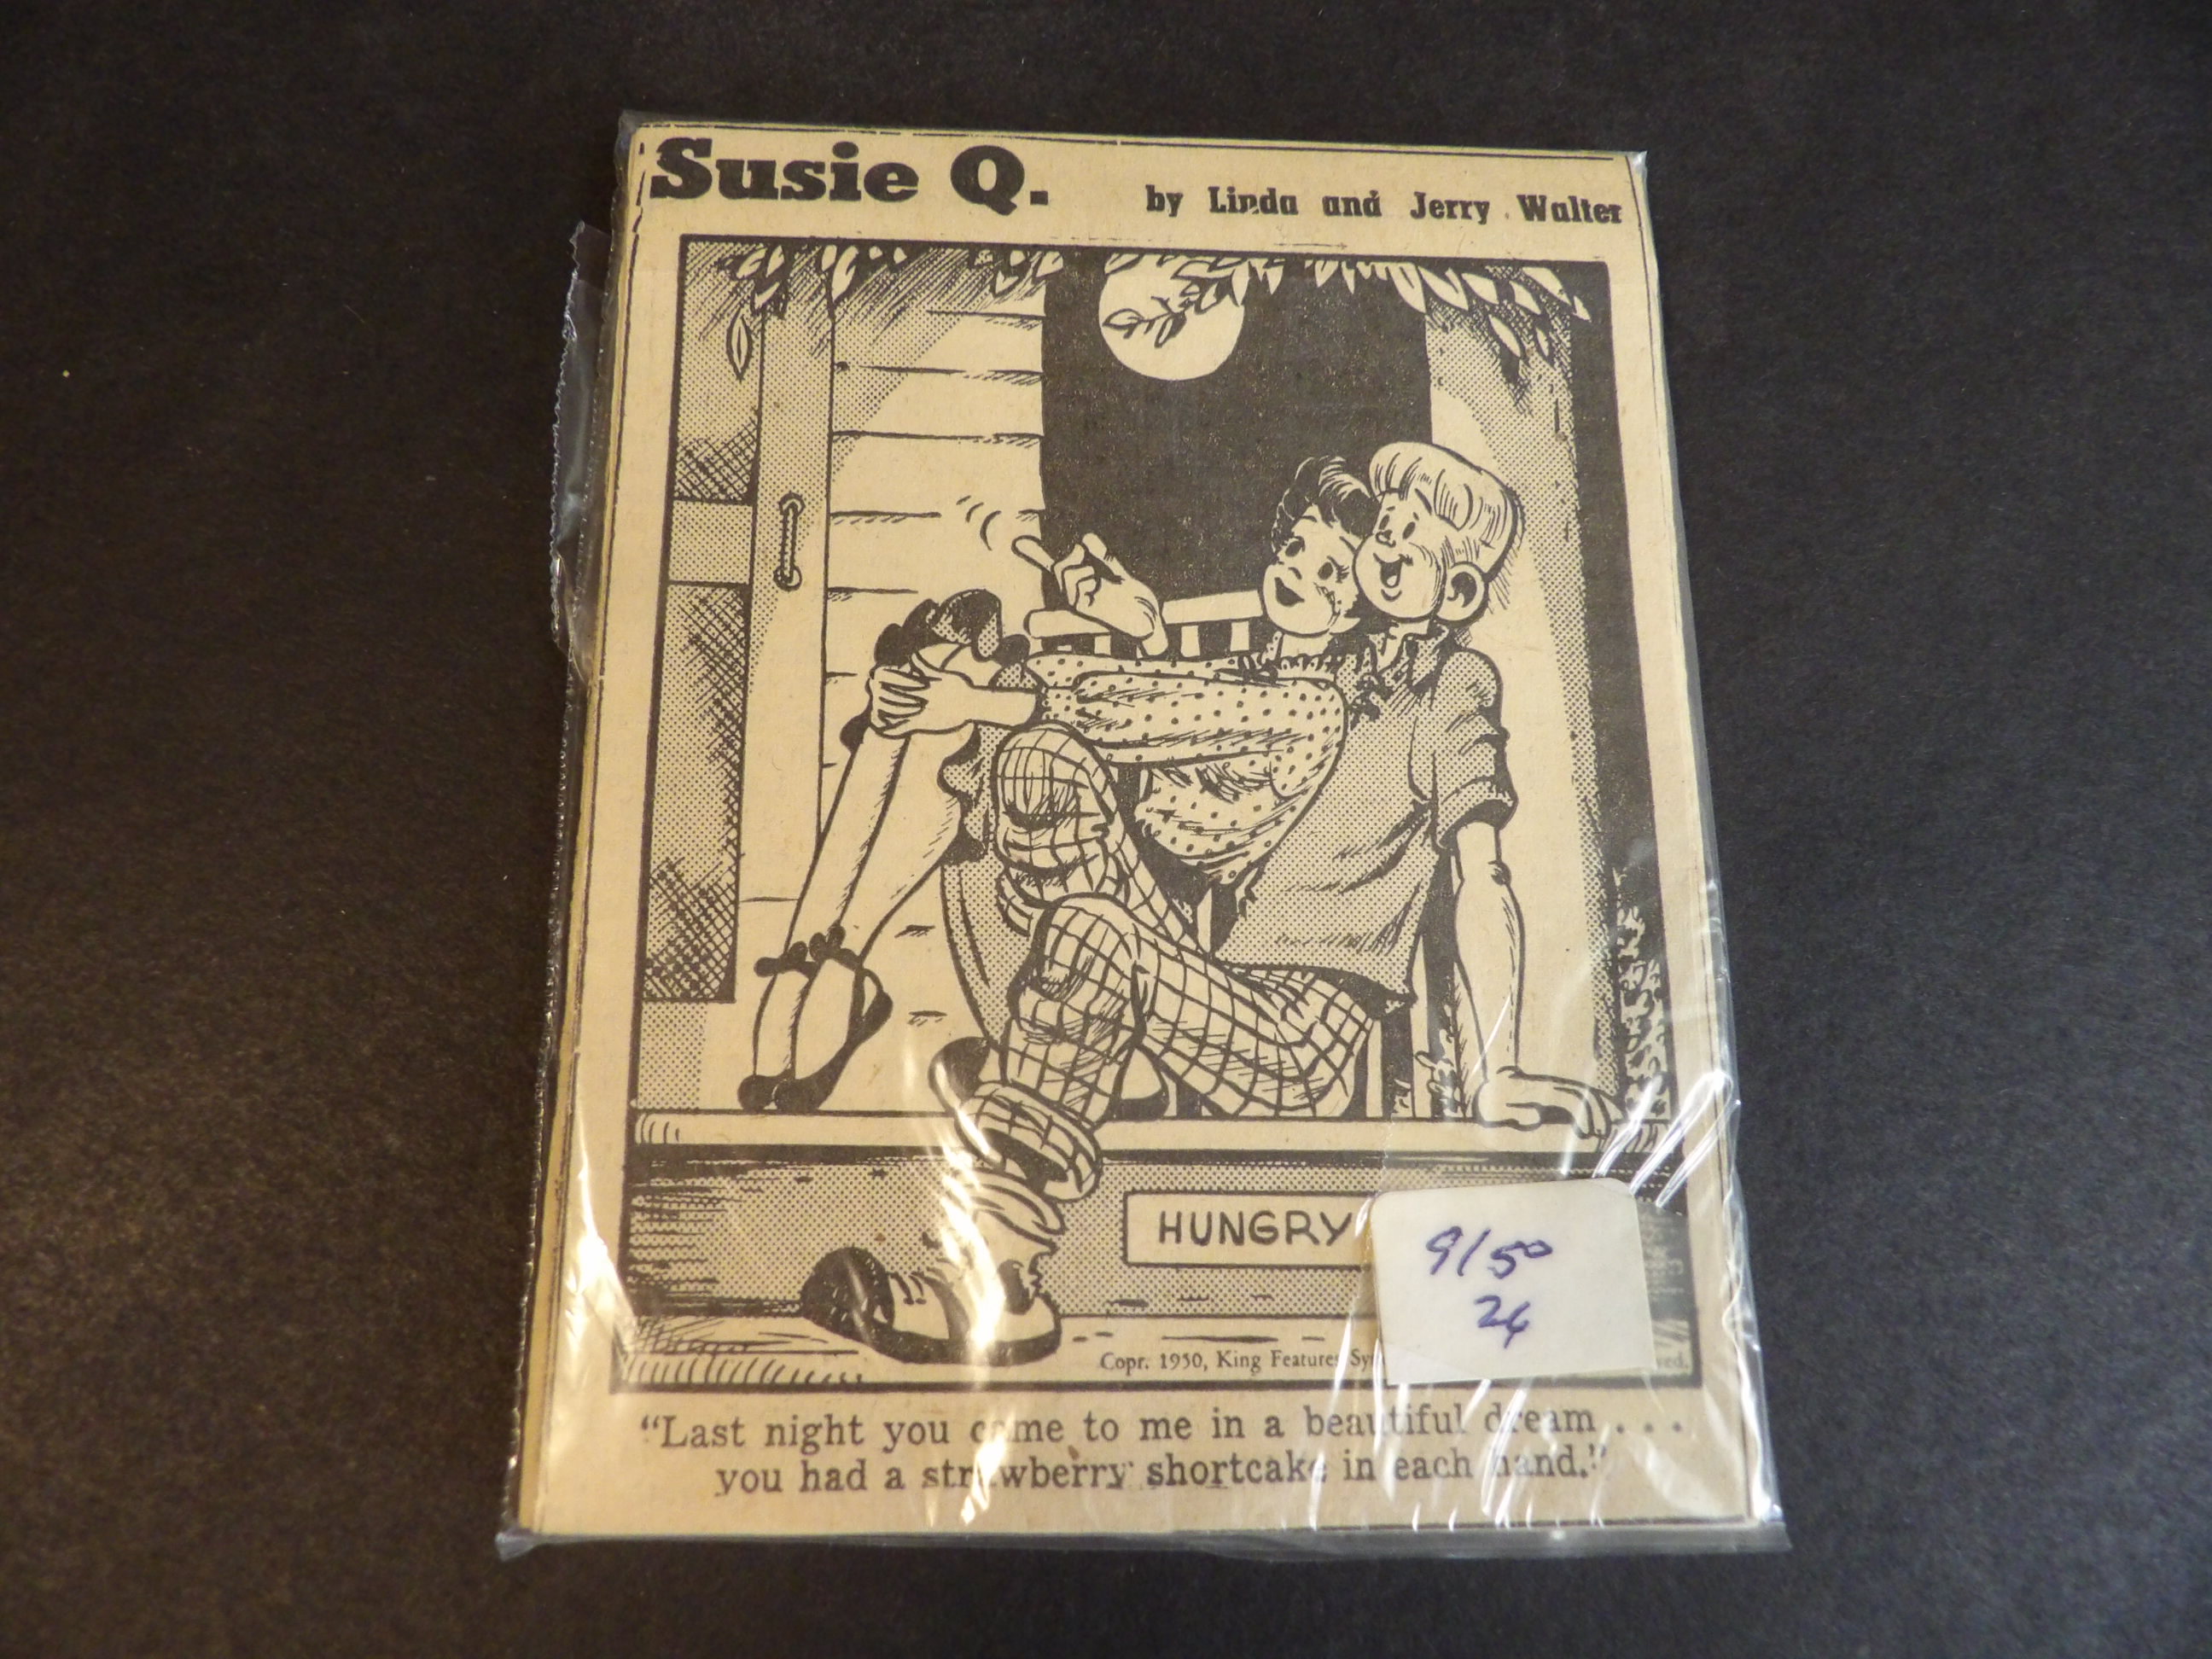 Susie Q. by Linda and Jerry Walter
HUNGRY
9/50
24
Copr. 1950, King Features
"Last night you came to me in a beautiful dream . . .
you had a strawberry shortcake in each hand."